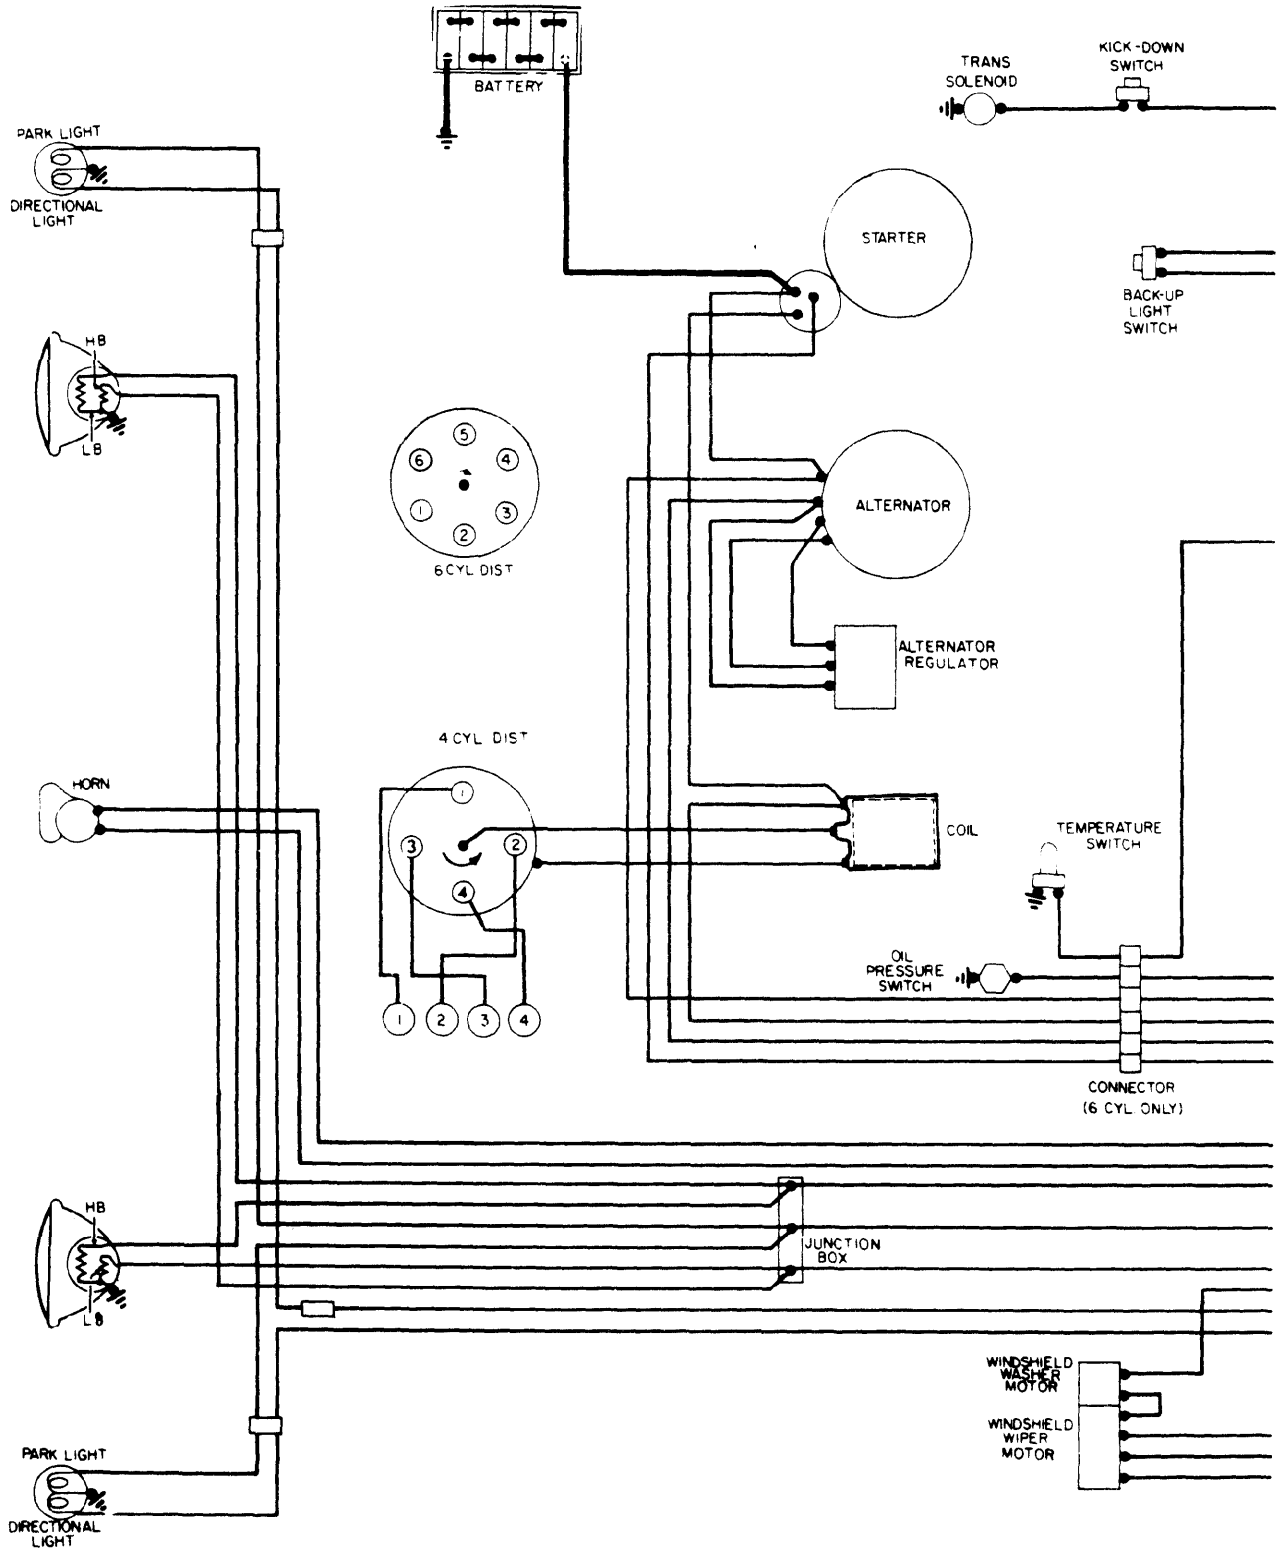 BATTERY
TRANS
SOLENOID
KICK-DOWN
SWITCH
PARK LIGHT
DIRECTIONAL
LIGHT
STARTER
BACK-UP
LIGHT
SWITCH
HB
LB
5
6
4
1
3
2
6 CYL DIST
ALTERNATOR
ALTERNATOR
REGULATOR
4 CYL. DIST
HORN
1
3
2
4
COIL
TEMPERATURE
SWITCH
OIL
PRESSURE
SWITCH
1
2
3
4
CONNECTOR
(6 CYL. ONLY)
HB
LB
JUNCTION
BOX
WINDSHIELD
WASHER
MOTOR
WINDSHIELD
WIPER
MOTOR
PARK LIGHT
DIRECTIONAL
LIGHT